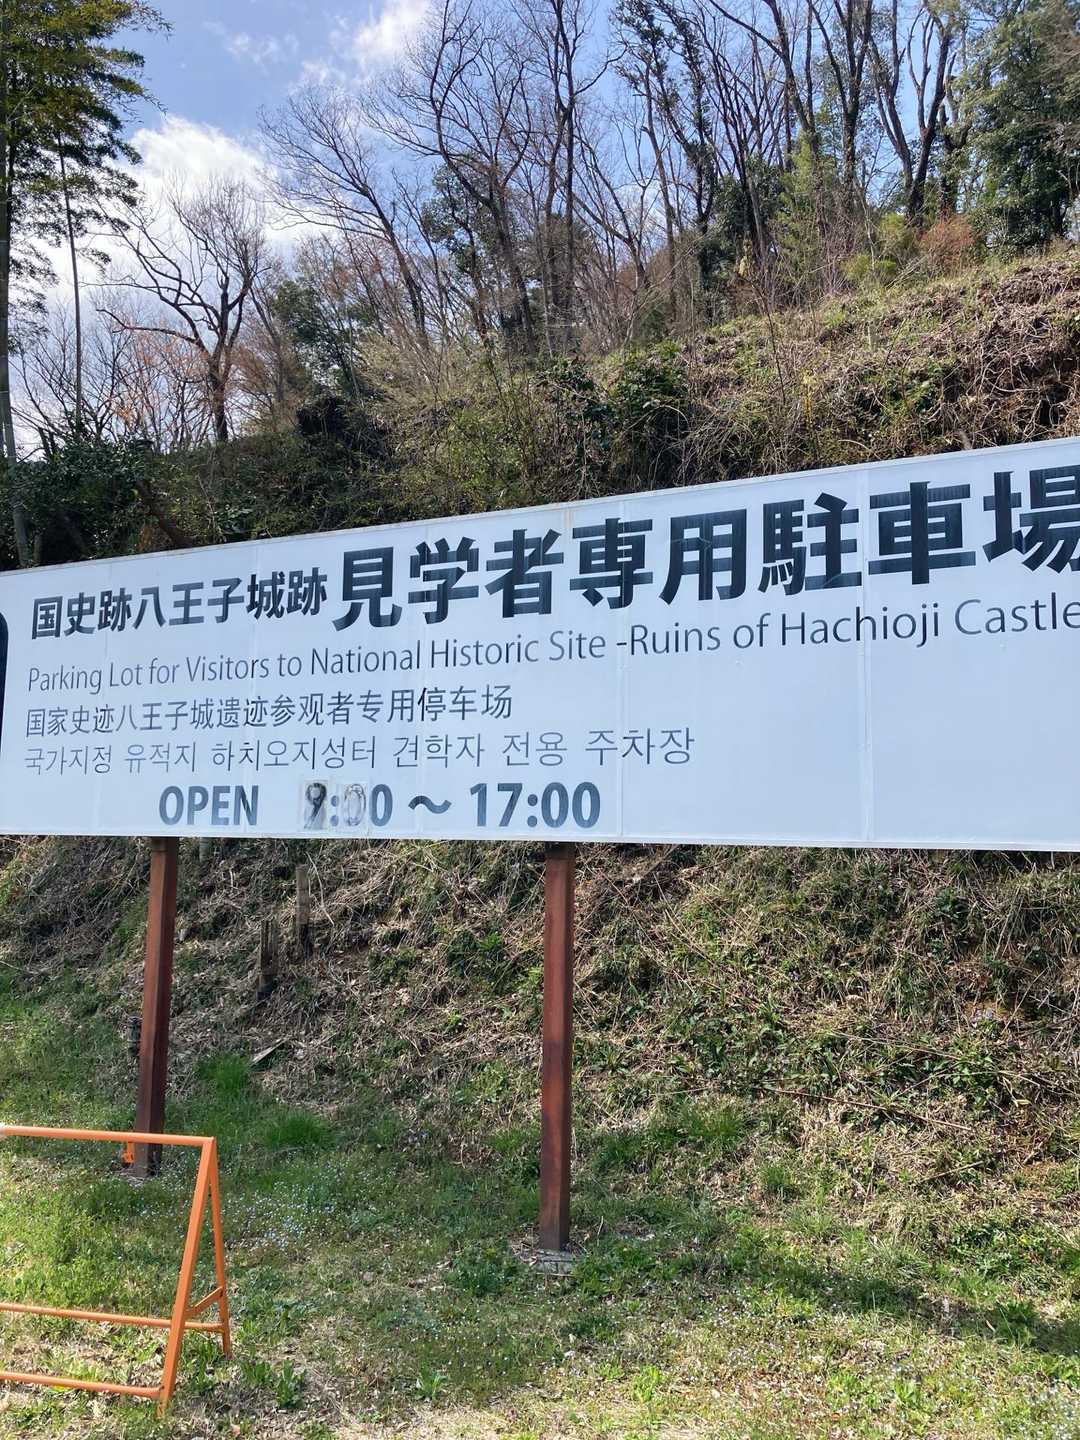 国史跡八王子城跡 見学者専用駐車場
Parking Lot for Visitors to National Historic Site -Ruins of Hachioji Castle
国家史迹八王子城遗迹参观者专用停车场
국가지정 유적지 하치오지성터 견학자 전용 주차장
OPEN 9:00 ～ 17:00